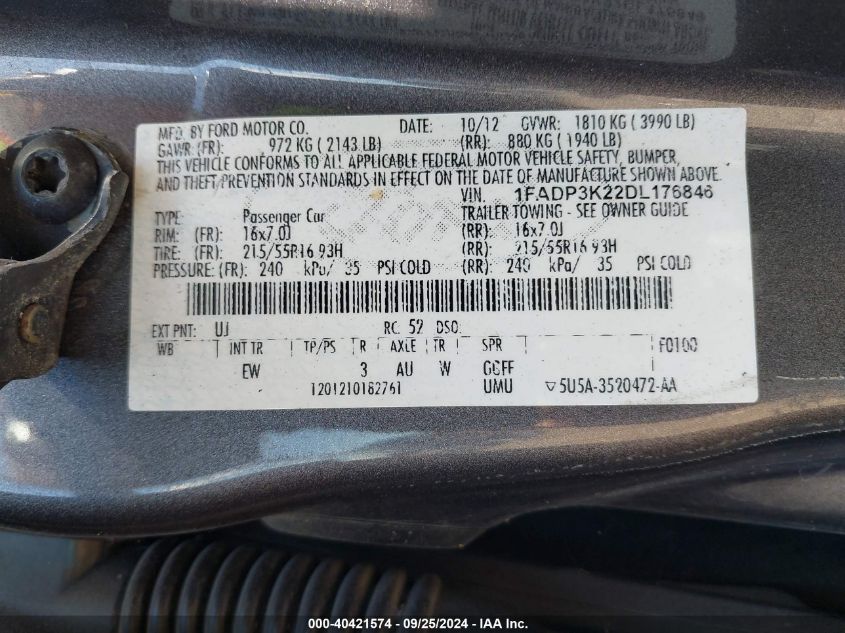 MFD. BY FORD MOTOR CO. DATE: 10/12 GVWR: 1810 KG ( 3990 LB)
GAWR: (FR): 972 KG ( 2143 LB) (RR): 880 KG ( 1940 LB)
THIS VEHICLE CONFORMS TO ALL APPLICABLE FEDERAL MOTOR VEHICLE SAFETY, BUMPER,
AND THEFT PREVENTION STANDARDS IN EFFECT ON THE DATE OF MANUFACTURE SHOWN ABOVE.
VIN: 1FADP3K22DL176846
TYPE: Passenger Car TRAILER TOWING - SEE OWNER GUIDE
RIM: (FR): 16x7.0J (RR): 16x7.0J
TIRE: (FR): 215/55R16 93H (RR): 215/55R16 93H
PRESSURE: (FR): 240 kPa/ 35 PSI COLD (RR): 240 kPa/ 35 PSI COLD
EXT PNT: UJ RC: 52 DSO:
WB INT TR TP/PS R AXLE TR SPR F0100
EW 3 AU W GGFF
1201210182761 UMU ▽5U5A-3520472-AA
000-40421574 - 09/25/2024 - IAA Inc.